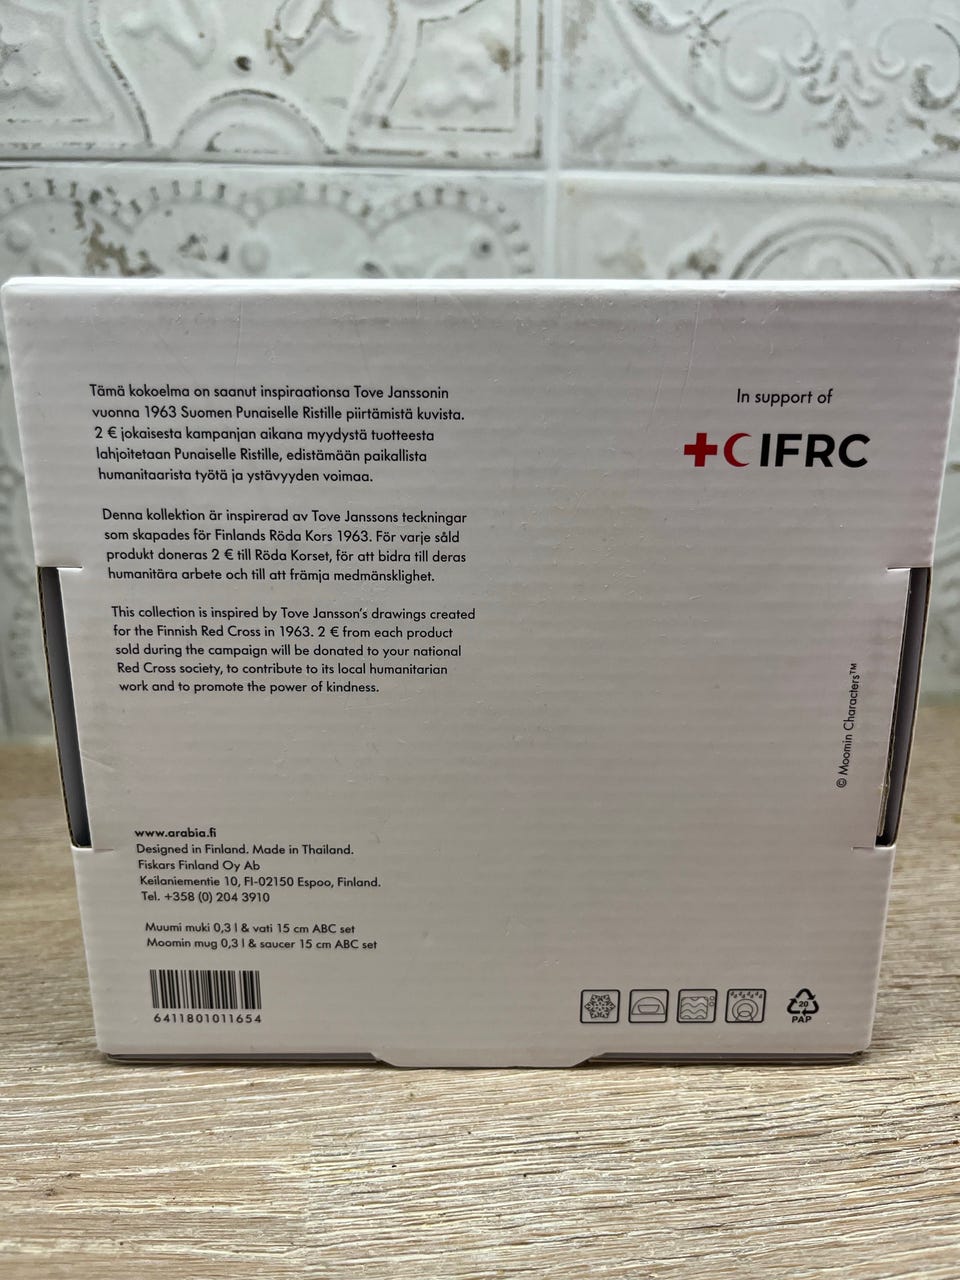 Tämä kokoelma on saanut inspiraationsa Tove Janssonin
vuonna 1963 Suomen Punaiselle Ristille piirtämistä kuvista.
2 € jokaisesta kampanjan aikana myydystä tuotteesta
lahjoitetaan Punaiselle Ristille, edistämään paikallista
humanitaarista työtä ja ystävyyden voimaa.
Denna kollektion är inspirerad av Tove Janssons teckningar
som skapades för Finlands Röda Kors 1963. För varje såld
produkt doneras 2 € till Röda Korset, för att bidra till deras
humanitära arbete och till att främja medmänsklighet.
This collection is inspired by Tove Jansson's drawings created
for the Finnish Red Cross in 1963. 2 € from each product
sold during the campaign will be donated to your national
Red Cross society, to contribute to its local humanitarian
work and to promote the power of kindness.
In support of
IFRC
© Moomin Characters™
www.arabia.fi
Designed in Finland. Made in Thailand.
Fiskars Finland Oy Ab
Keilaniementie 10, FI-02150 Espoo, Finland.
Tel. +358 (0) 204 3910
Muumi muki 0,3 l & vati 15 cm ABC set
Moomin mug 0,3 l & saucer 15 cm ABC set
6411801011654
20
PAP